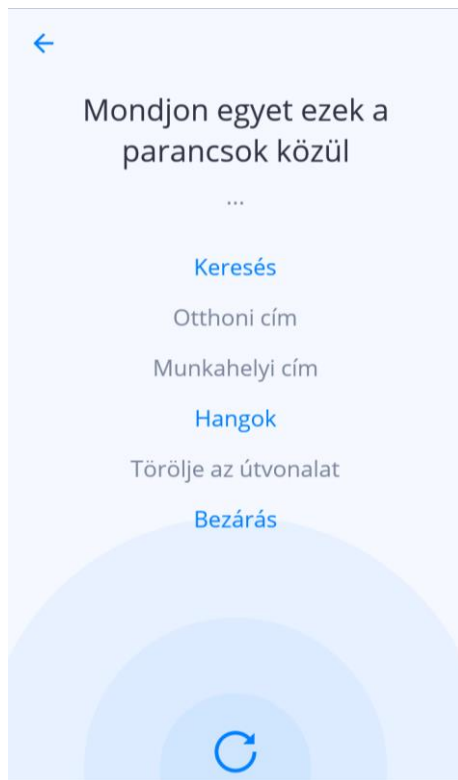 Mondjon egyet ezek a
parancsok közül
...
Keresés
Otthoni cím
Munkahelyi cím
Hangok
Törölje az útvonalat
Bezárás